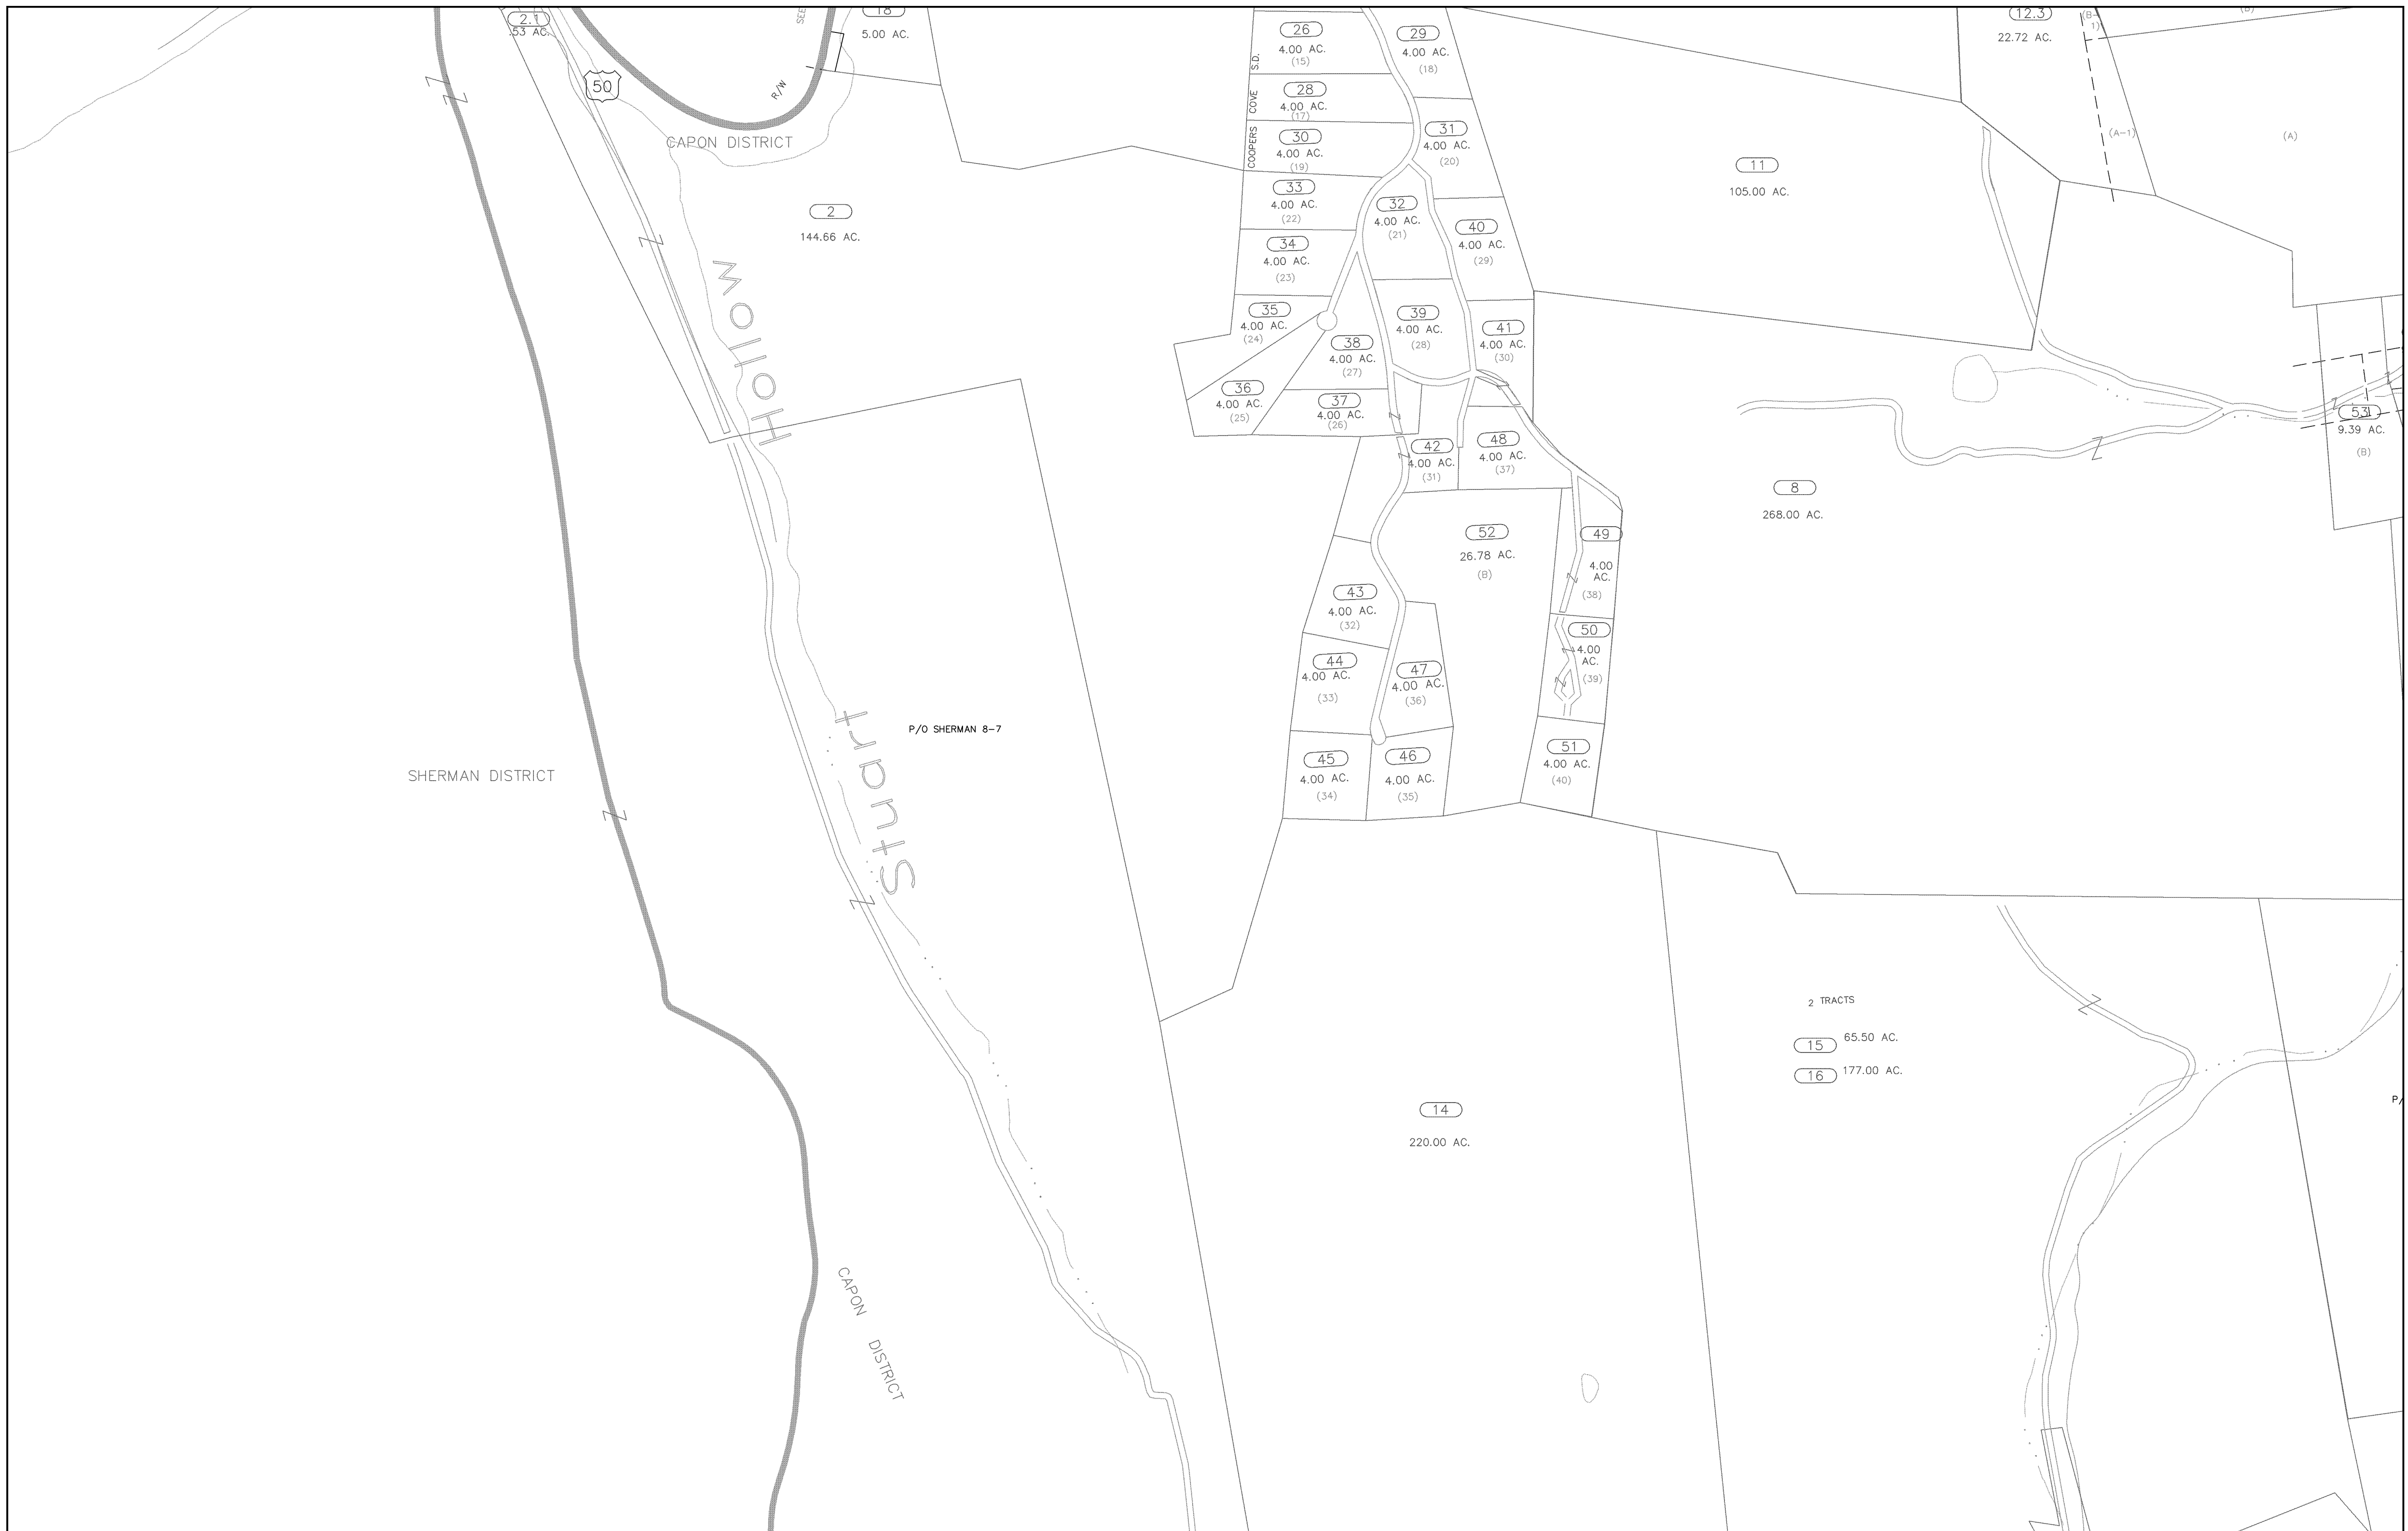 2.1
.53 AC.
50
SEE
R/W
18
5.00 AC.
CAPON DISTRICT
2
144.66 AC.
Stuart Hollow
P/O SHERMAN 8-7
SHERMAN DISTRICT
CAPON DISTRICT
COOPERS COVE S.D.
26
4.00 AC.
(15)
29
4.00 AC.
(18)
28
4.00 AC.
(17)
30
4.00 AC.
(19)
31
4.00 AC.
(20)
33
4.00 AC.
(22)
32
4.00 AC.
(21)
40
4.00 AC.
(29)
34
4.00 AC.
(23)
35
4.00 AC.
(24)
39
4.00 AC.
(28)
41
4.00 AC.
(30)
38
4.00 AC.
(27)
36
4.00 AC.
(25)
37
4.00 AC.
(26)
42
4.00 AC.
(31)
48
4.00 AC.
(37)
52
26.78 AC.
(B)
49
4.00
AC.
(38)
43
4.00 AC.
(32)
50
4.00
AC.
(39)
44
4.00 AC.
(33)
47
4.00 AC.
(36)
45
4.00 AC.
(34)
46
4.00 AC.
(35)
51
4.00 AC.
(40)
11
105.00 AC.
12.3
22.72 AC.
(B-
1)
(A-1)
(A)
8
268.00 AC.
53
9.39 AC.
(B)
2 TRACTS
15 65.50 AC.
16 177.00 AC.
14
220.00 AC.
P/